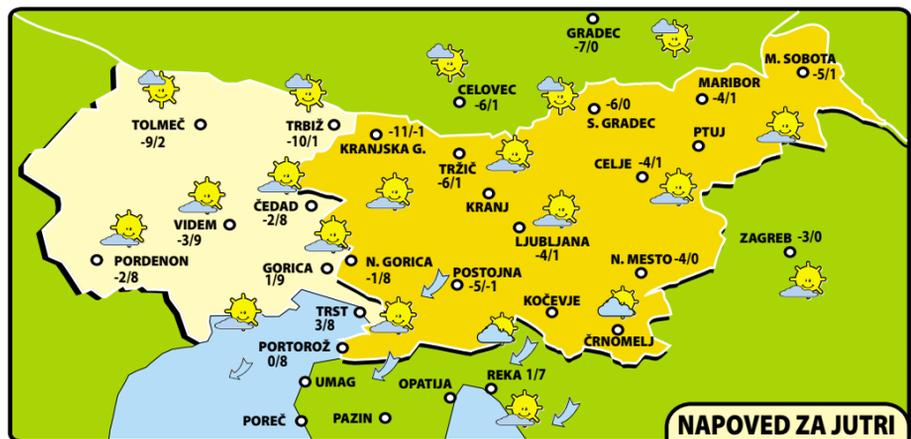 GRADEC
-7/0
M. SOBOTA
-5/1
MARIBOR
-4/1
CELOVEC
-6/1
-6/0
S. GRADEC
PTUJ
TOLMEČ
-9/2
TRBIŽ
-10/1
-11/-1
KRANJSKA G.
TRŽIČ
-6/1
CELJE -4/1
KRANJ
ČEDAD
-2/8
VIDEM
-3/9
LJUBLJANA
-4/1
ZAGREB -3/0
PORDENON
-2/8
GORICA
1/9
N. GORICA
-1/8
POSTOJNA
-5/-1
N. MESTO -4/0
KOČEVJE
TRST
3/8
ČRNOMELJ
PORTOROŽ
0/8
UMAG
OPATIJA
REKA 1/7
POREČ
PAZIN
NAPOVED ZA JUTRI